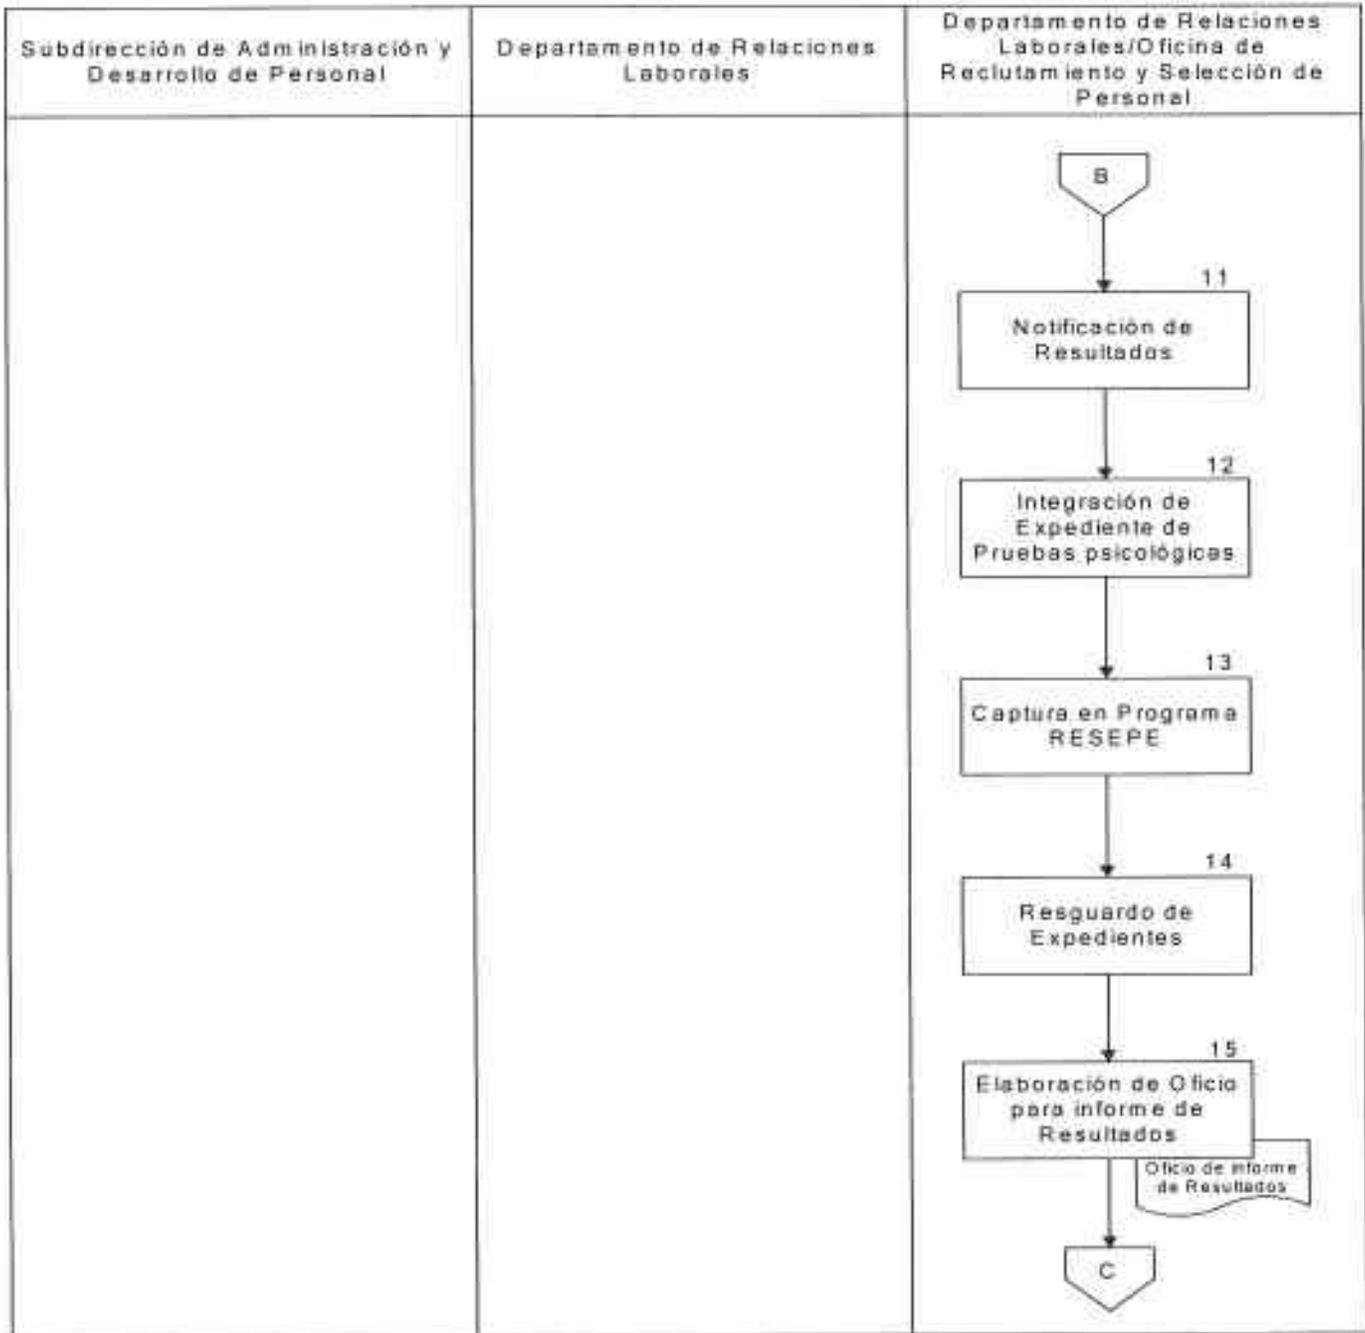 Subdirección de Administración y
Desarrollo de Personal
Departamento de Relaciones
Laborales
Departamento de Relaciones
Laborales/Oficina de
Reclutamiento y Selección de
Personal
B
11
Notificación de
Resultados
12
Integración de
Expediente de
Pruebas psicológicas
13
Captura en Programa
RESEPE
14
Resguardo de
Expedientes
15
Elaboración de Oficio
para informe de
Resultados
Oficio de informe
de Resultados
C